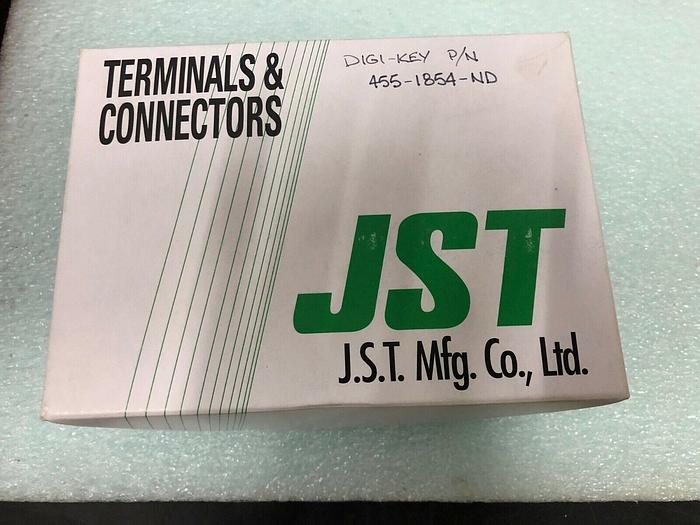 TERMINALS &
CONNECTORS
DIGI-KEY P/N
455-1854-ND
JST
J.S.T. Mfg. Co., Ltd.